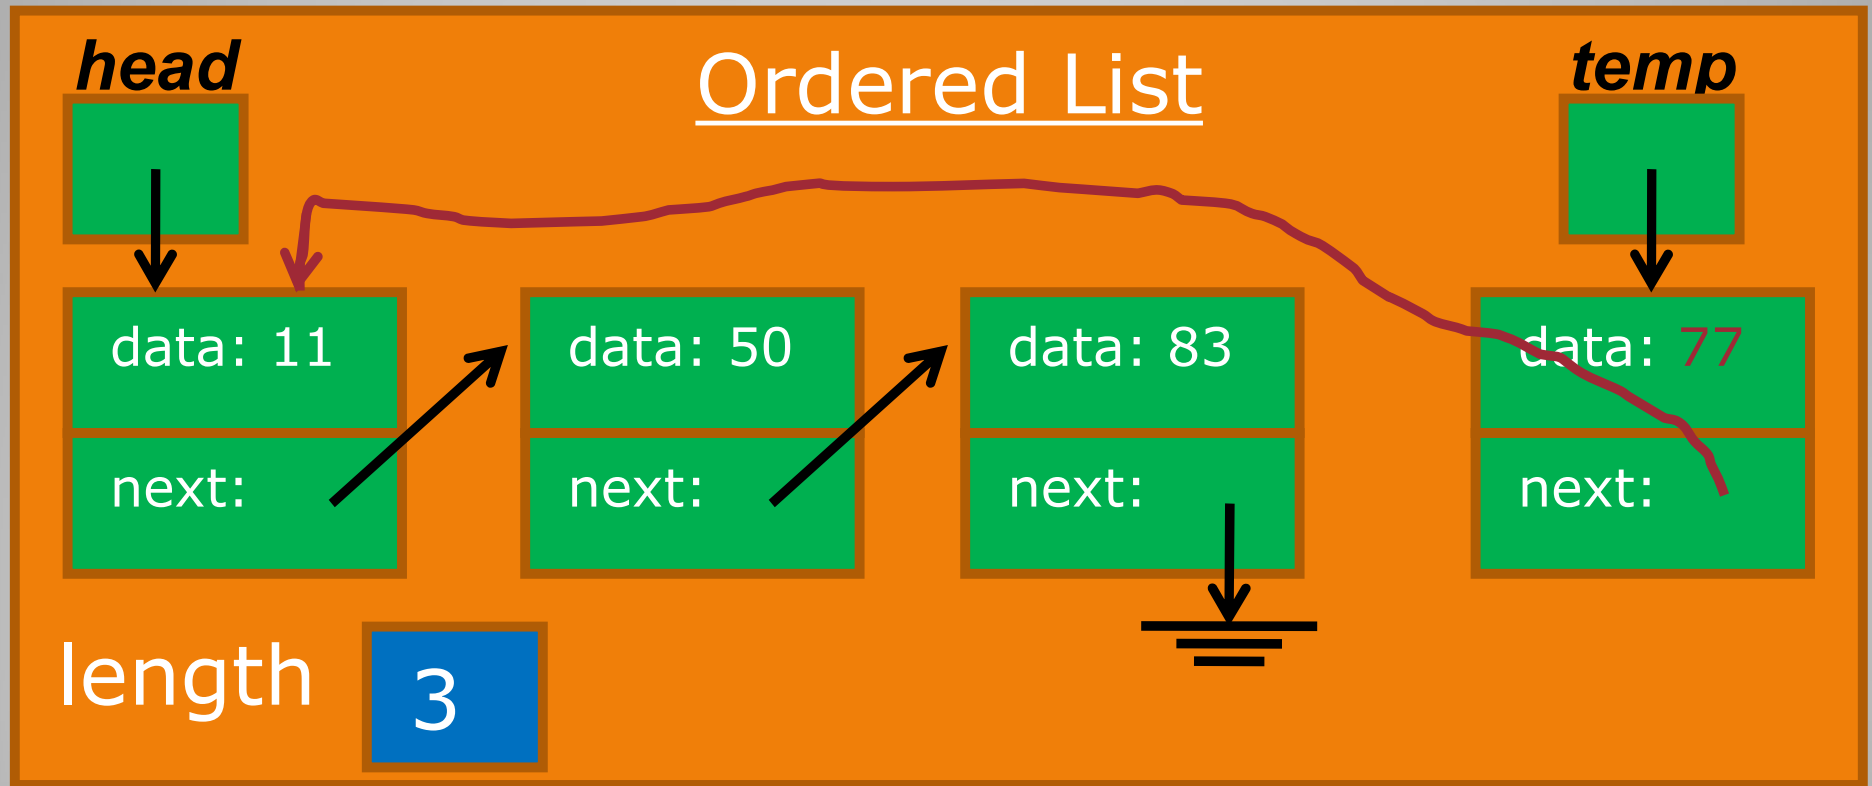 head
Ordered List
temp
data: 11
data: 50
data: 83
data: 77
next:
next:
next:
next:
length
3